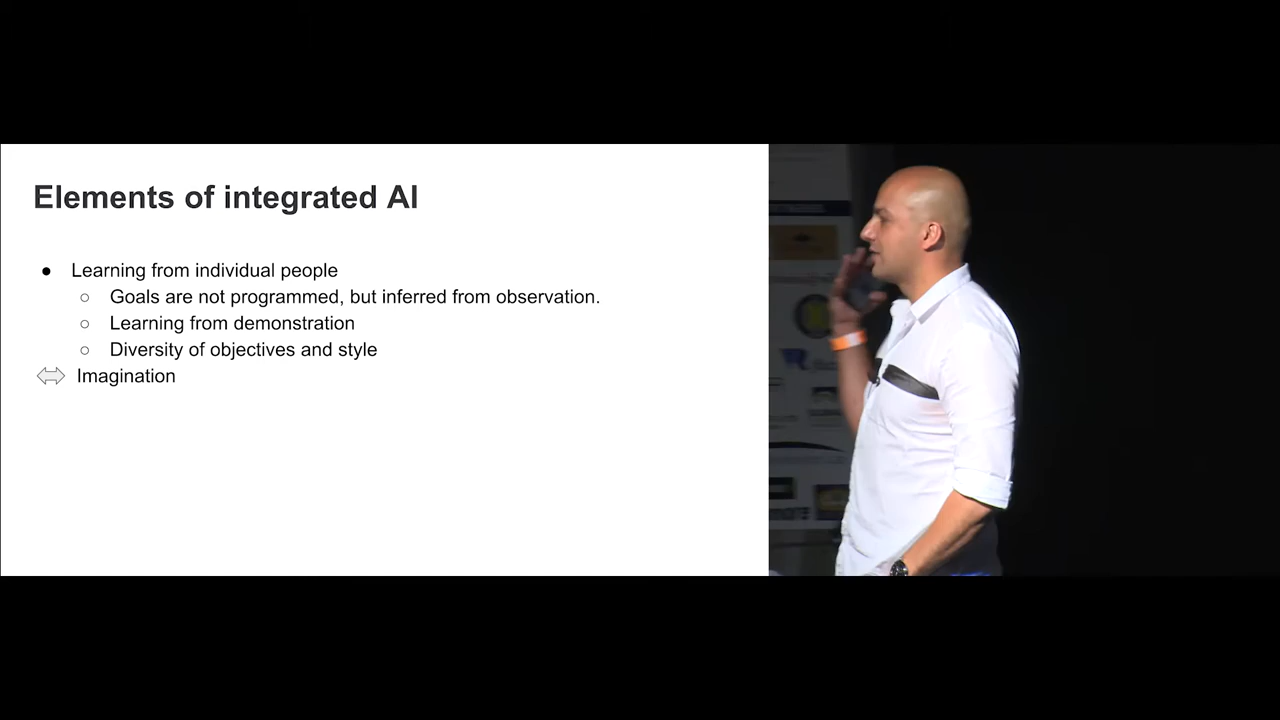 Elements of integrated AI
● Learning from individual people
○ Goals are not programmed, but inferred from observation.
○ Learning from demonstration
○ Diversity of objectives and style
Imagination